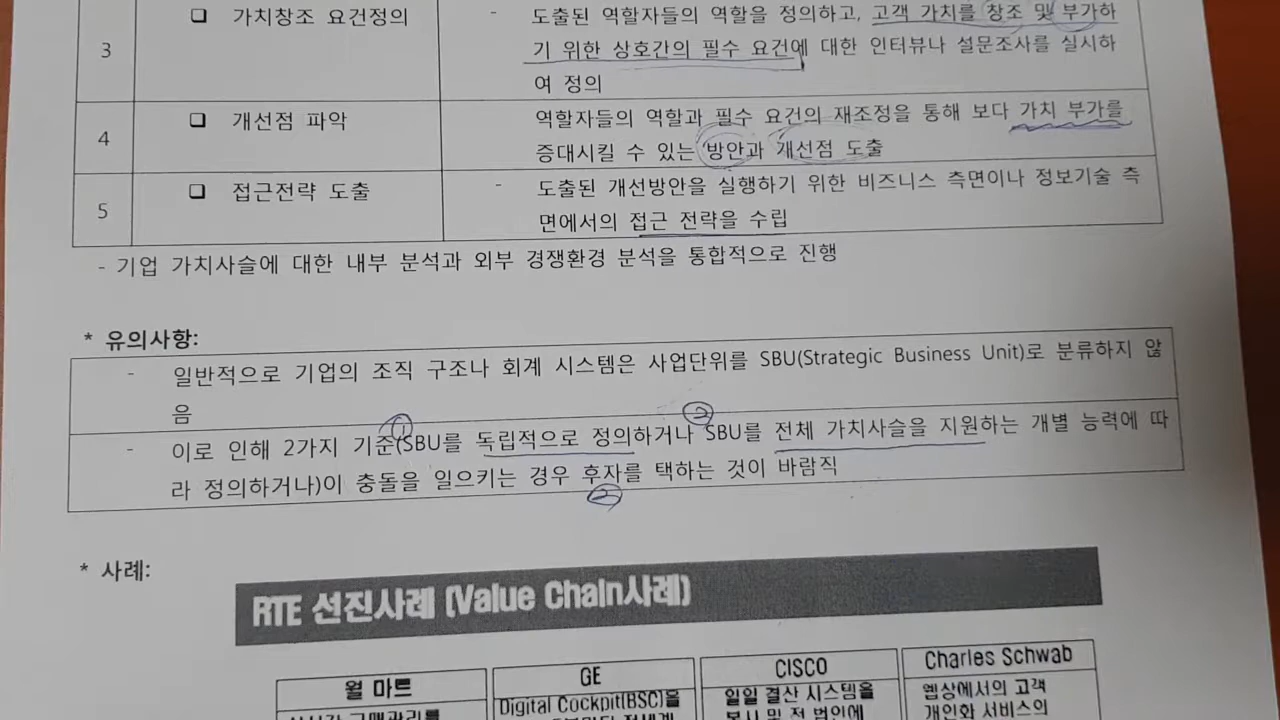 3
❑ 가치창조 요건정의
- 도출된 역할자들의 역할을 정의하고, 고객 가치를 창조 및 부가하
기 위한 상호간의 필수 요건에 대한 인터뷰나 설문조사를 실시하
여 정의
4
❑ 개선점 파악
역할자들의 역할과 필수 요건의 재조정을 통해 보다 가치 부가를
증대시킬 수 있는 방안과 개선점 도출
5
❑ 접근전략 도출
- 도출된 개선방안을 실행하기 위한 비즈니스 측면이나 정보기술 측
면에서의 접근 전략을 수립
- 기업 가치사슬에 대한 내부 분석과 외부 경쟁환경 분석을 통합적으로 진행
* 유의사항:
- 일반적으로 기업의 조직 구조나 회계 시스템은 사업단위를 SBU(Strategic Business Unit)로 분류하지 않
음
① ②
- 이로 인해 2가지 기준(SBU를 독립적으로 정의하거나 SBU를 전체 가치사슬을 지원하는 개별 능력에 따
라 정의하거나)이 충돌을 일으키는 경우 후자를 택하는 것이 바람직
②
* 사례:
RTE 선진사례 (Value Chain사례)
월 마트
GE
Digital Cockpit(BSC)을
CISCO
일일 결산 시스템을
본사 및 전 법인에
Charles Schwab
웹상에서의 고객
개인화 서비스의